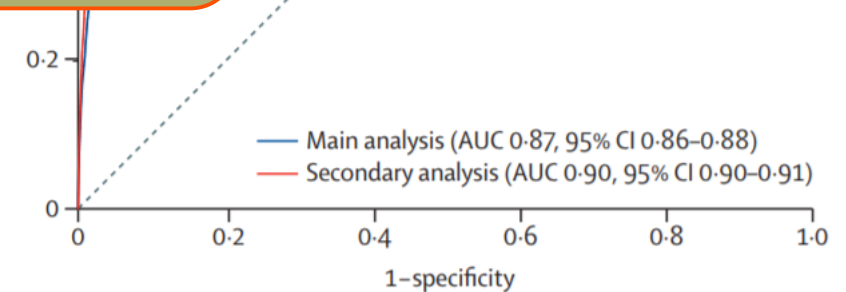 0·2
Main analysis (AUC 0·87, 95% CI 0·86–0·88)
Secondary analysis (AUC 0·90, 95% CI 0·90–0·91)
0
0 0·2 0·4 0·6 0·8 1·0
1–specificity